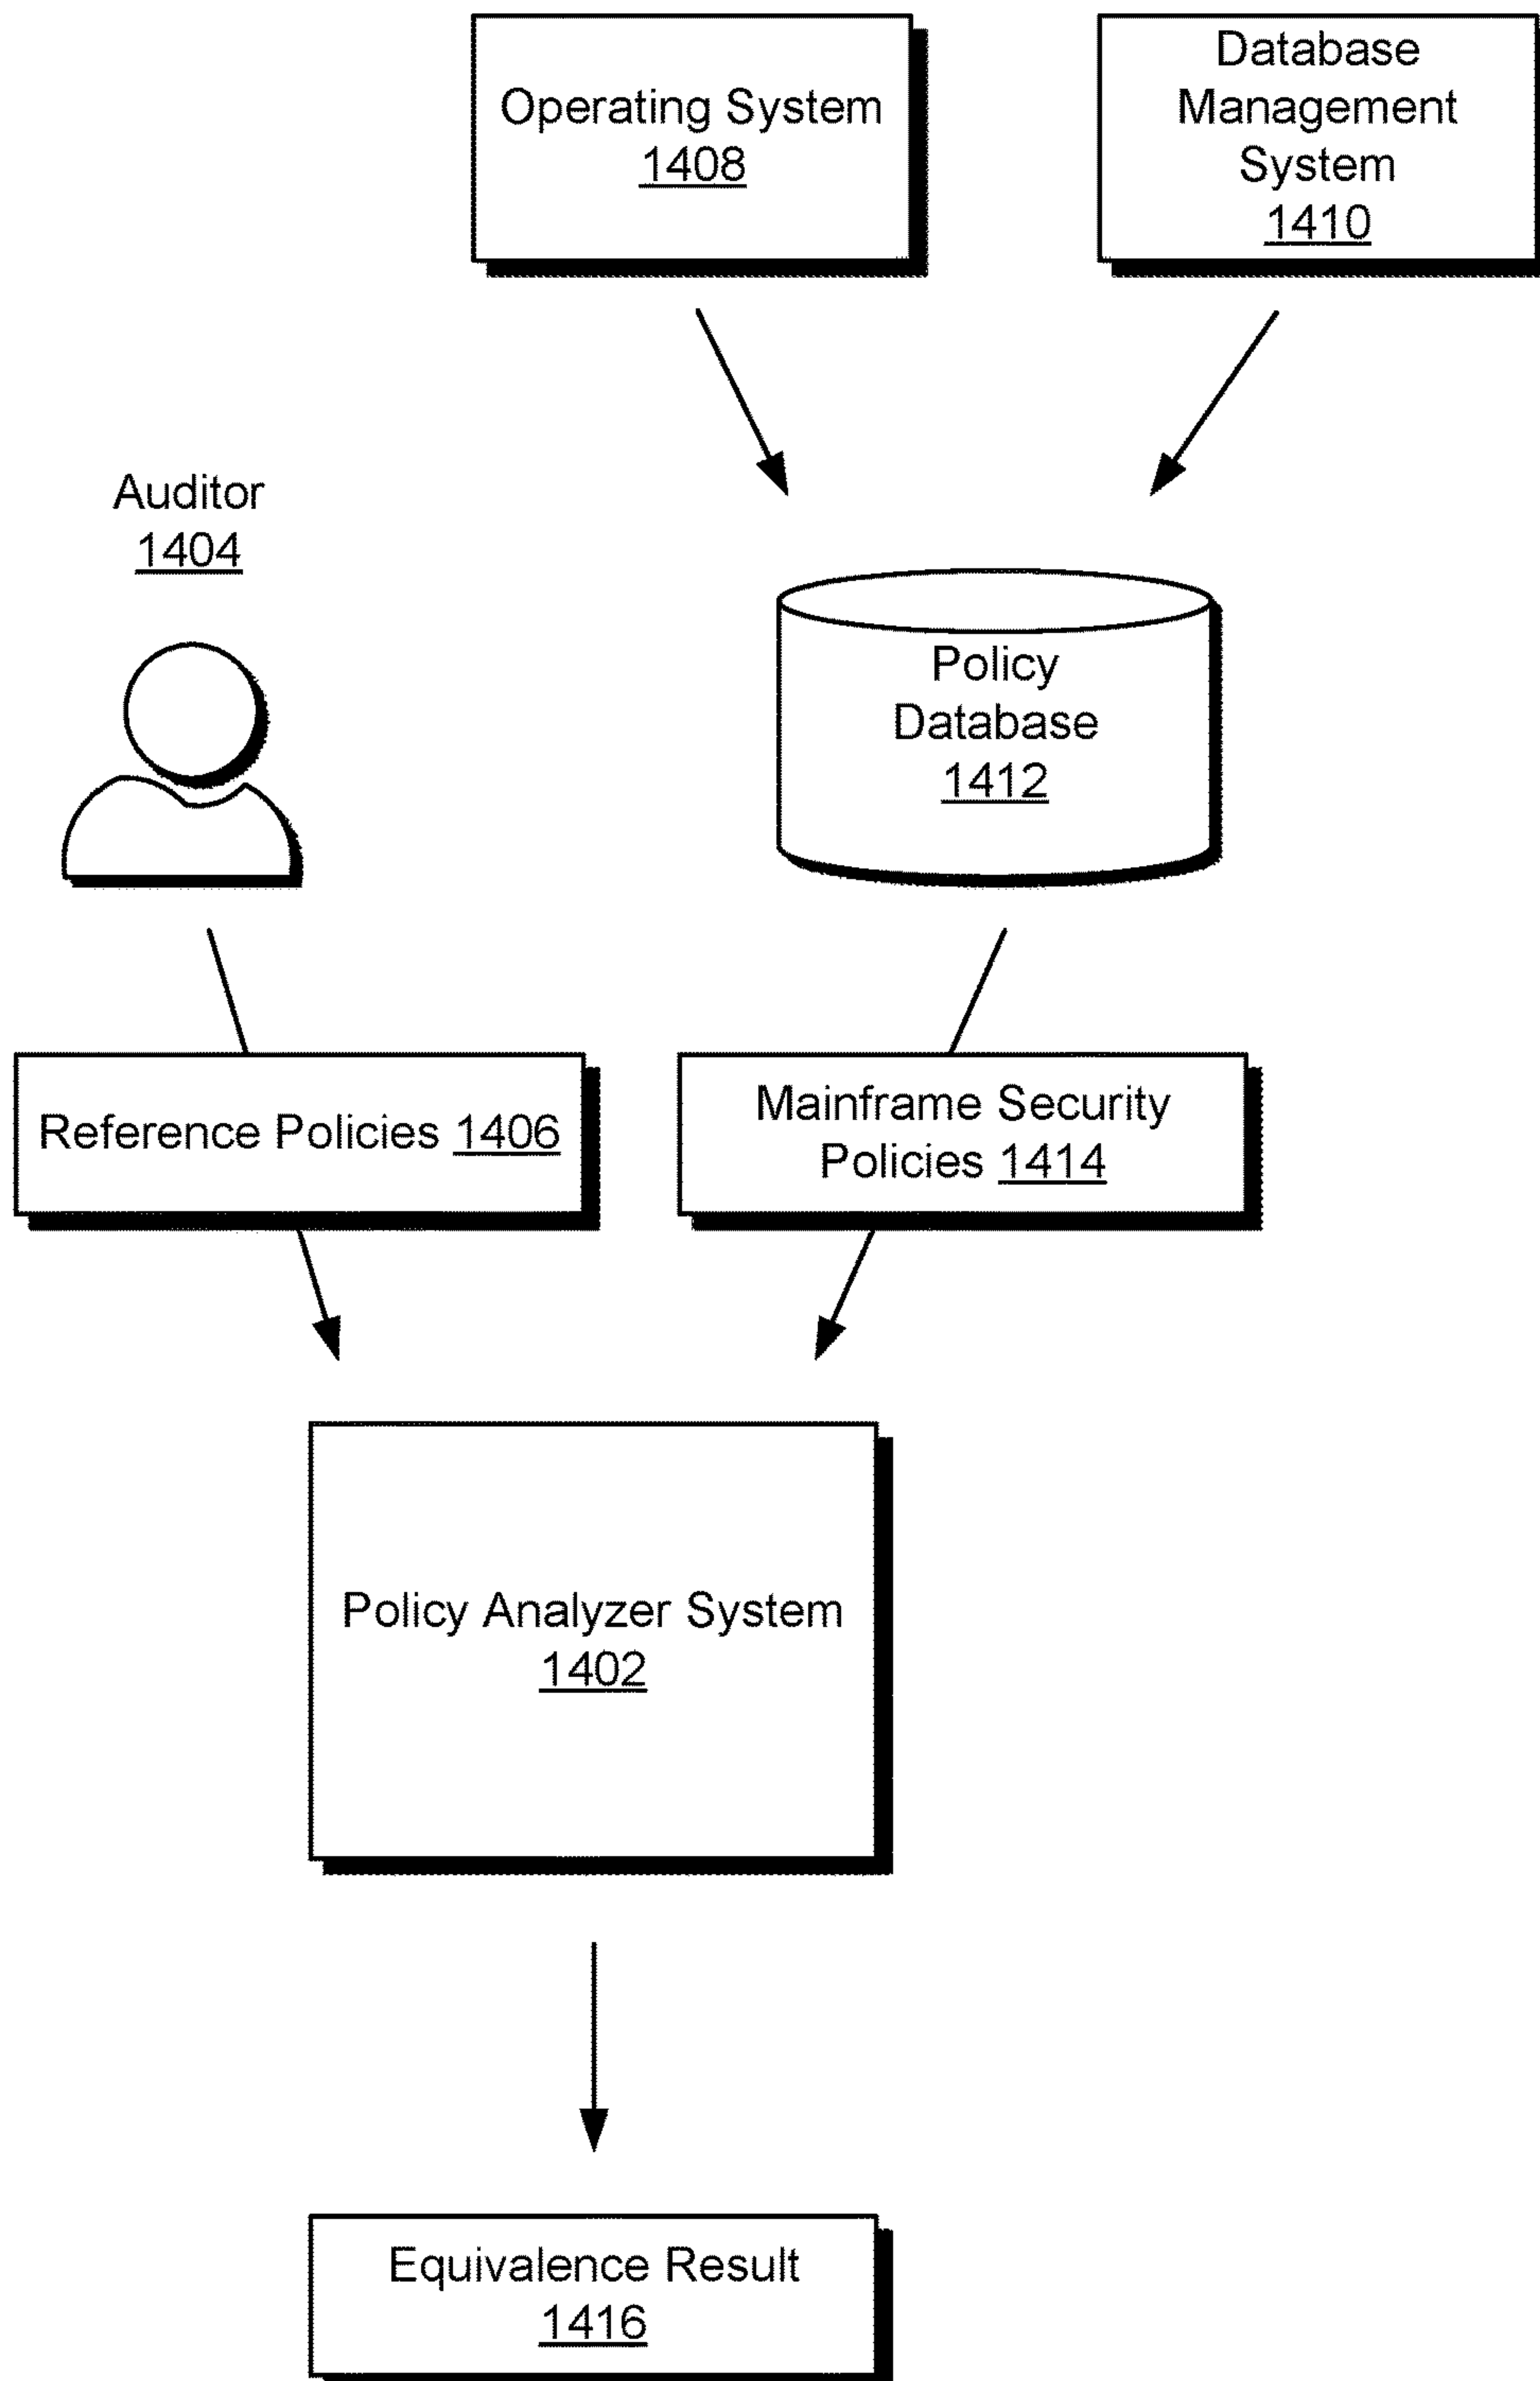 Operating System
1408
Database
Management
System
1410
Auditor
1404
Policy
Database
1412
Reference Policies 1406
Mainframe Security
Policies 1414
Policy Analyzer System
1402
Equivalence Result
1416